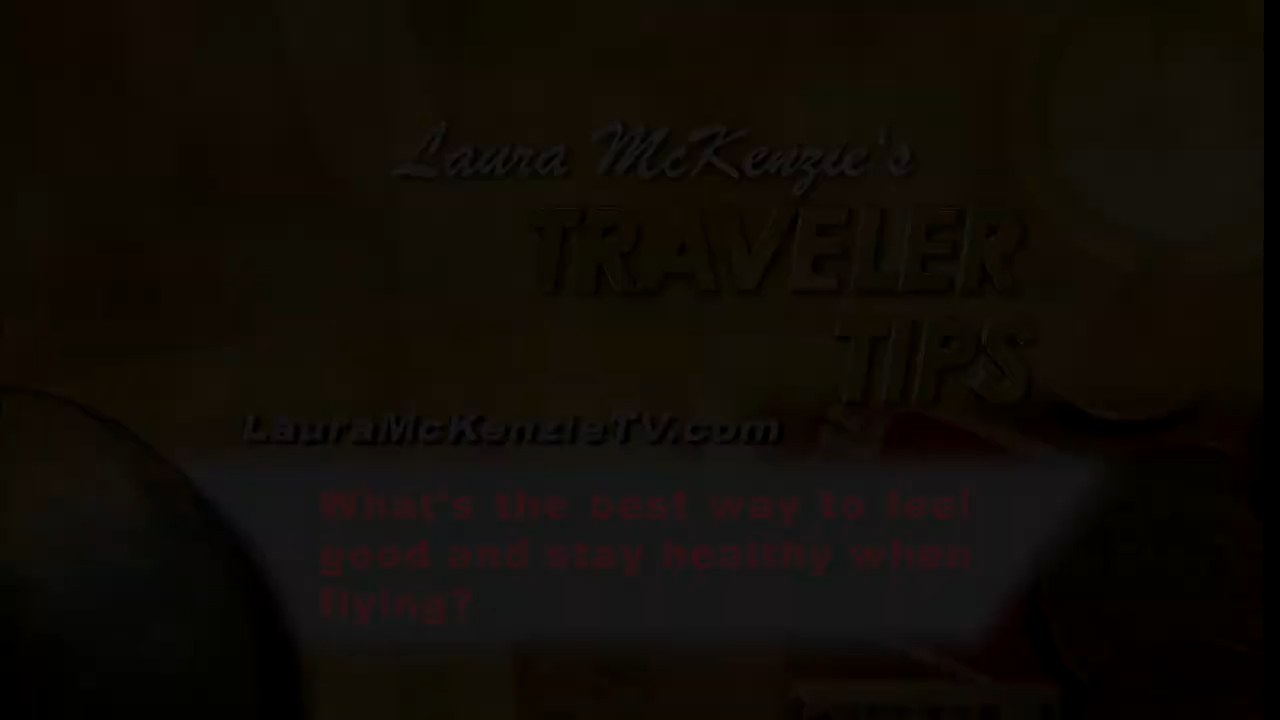 Laura McKenzie's
TRAVELER
TIPS
LauraMcKenzieTV.com
What's the best way to feel
good and stay healthy when
flying?